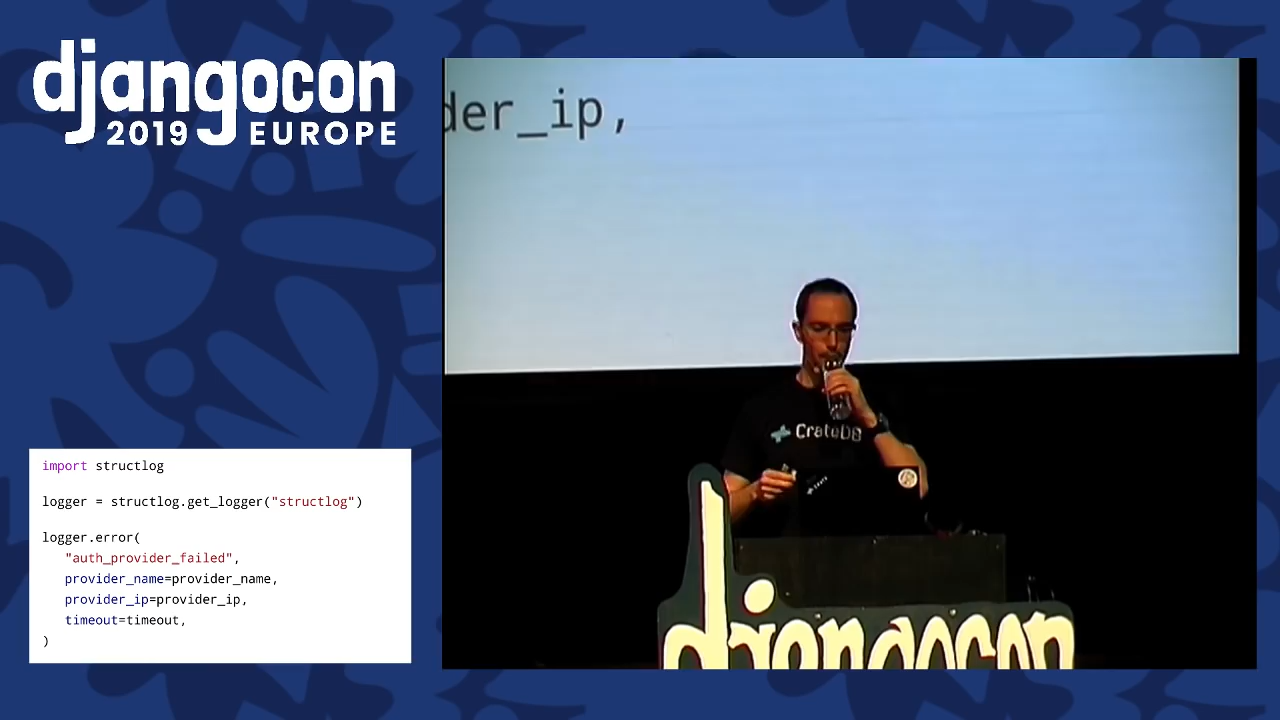 djangocon
2019 EUROPE
der_ip,
CrateDB
djangocon
import structlog
logger = structlog.get_logger("structlog")
logger.error(
"auth_provider_failed",
provider_name=provider_name,
provider_ip=provider_ip,
timeout=timeout,
)